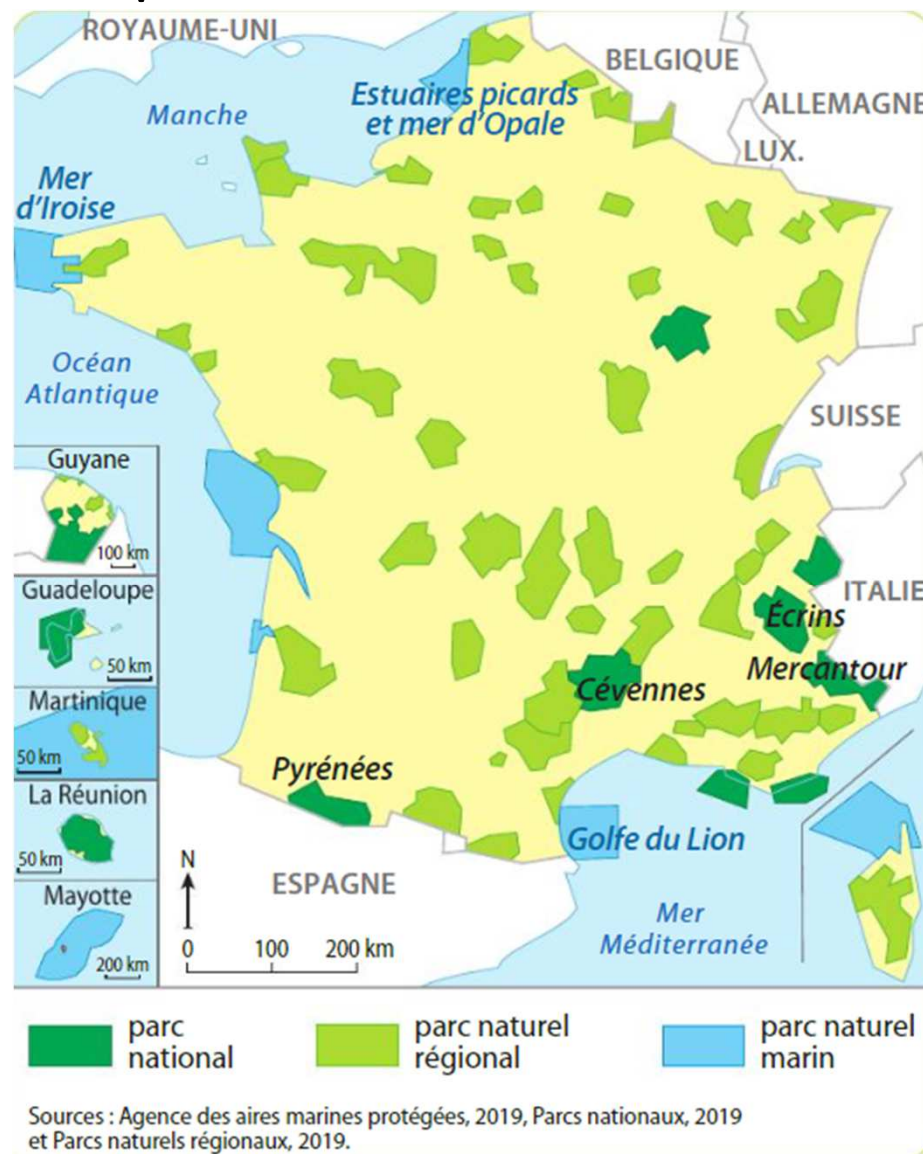 ROYAUME-UNI
BELGIQUE
ALLEMAGNE
LUX.
Manche
Estuaires picards
et mer d'Opale
Mer
d'Iroise
Océan
Atlantique
SUISSE
Guyane
100 km
Guadeloupe
50 km
Martinique
50 km
La Réunion
50 km
Mayotte
200 km
ITALIE
Écrins
Mercantour
Cévennes
Pyrénées
Golfe du Lion
ESPAGNE
Mer
Méditerranée
N
0 100 200 km
parc
national
parc naturel
régional
parc naturel
marin
Sources : Agence des aires marines protégées, 2019, Parcs nationaux, 2019
et Parcs naturels régionaux, 2019.